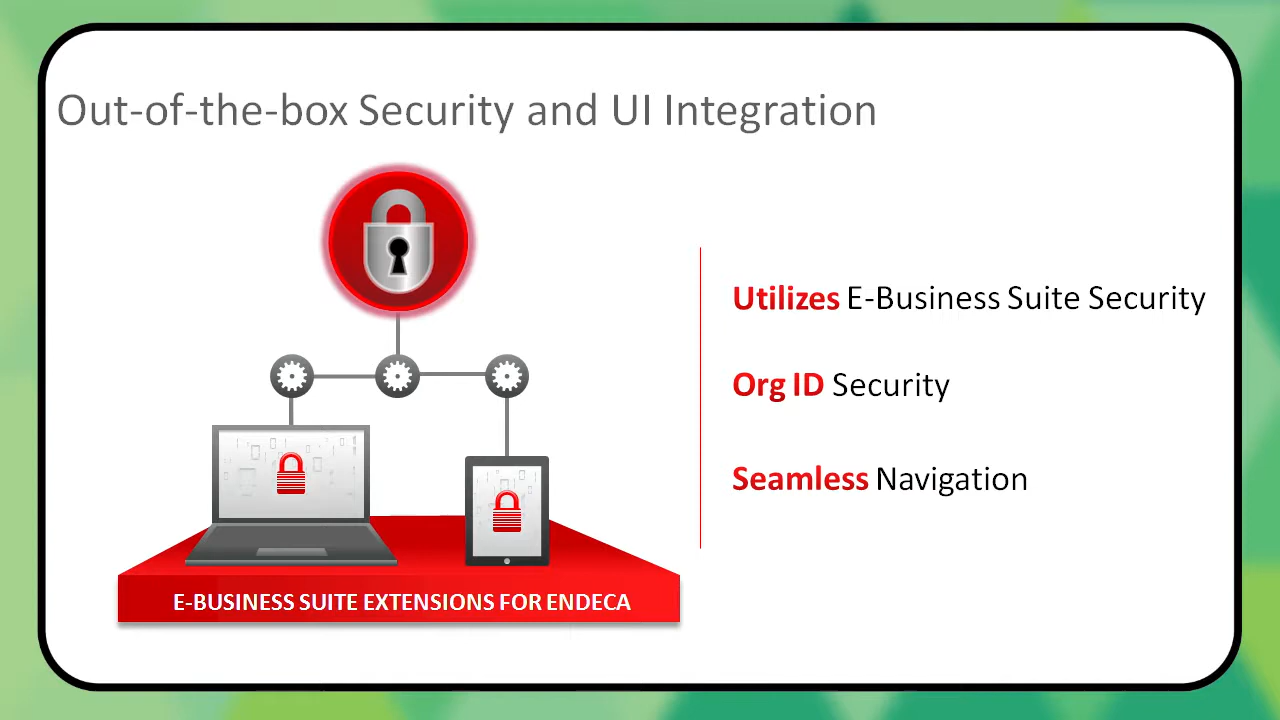 Out-of-the-box Security and UI Integration
Utilizes E-Business Suite Security
Org ID Security
Seamless Navigation
E-BUSINESS SUITE EXTENSIONS FOR ENDECA